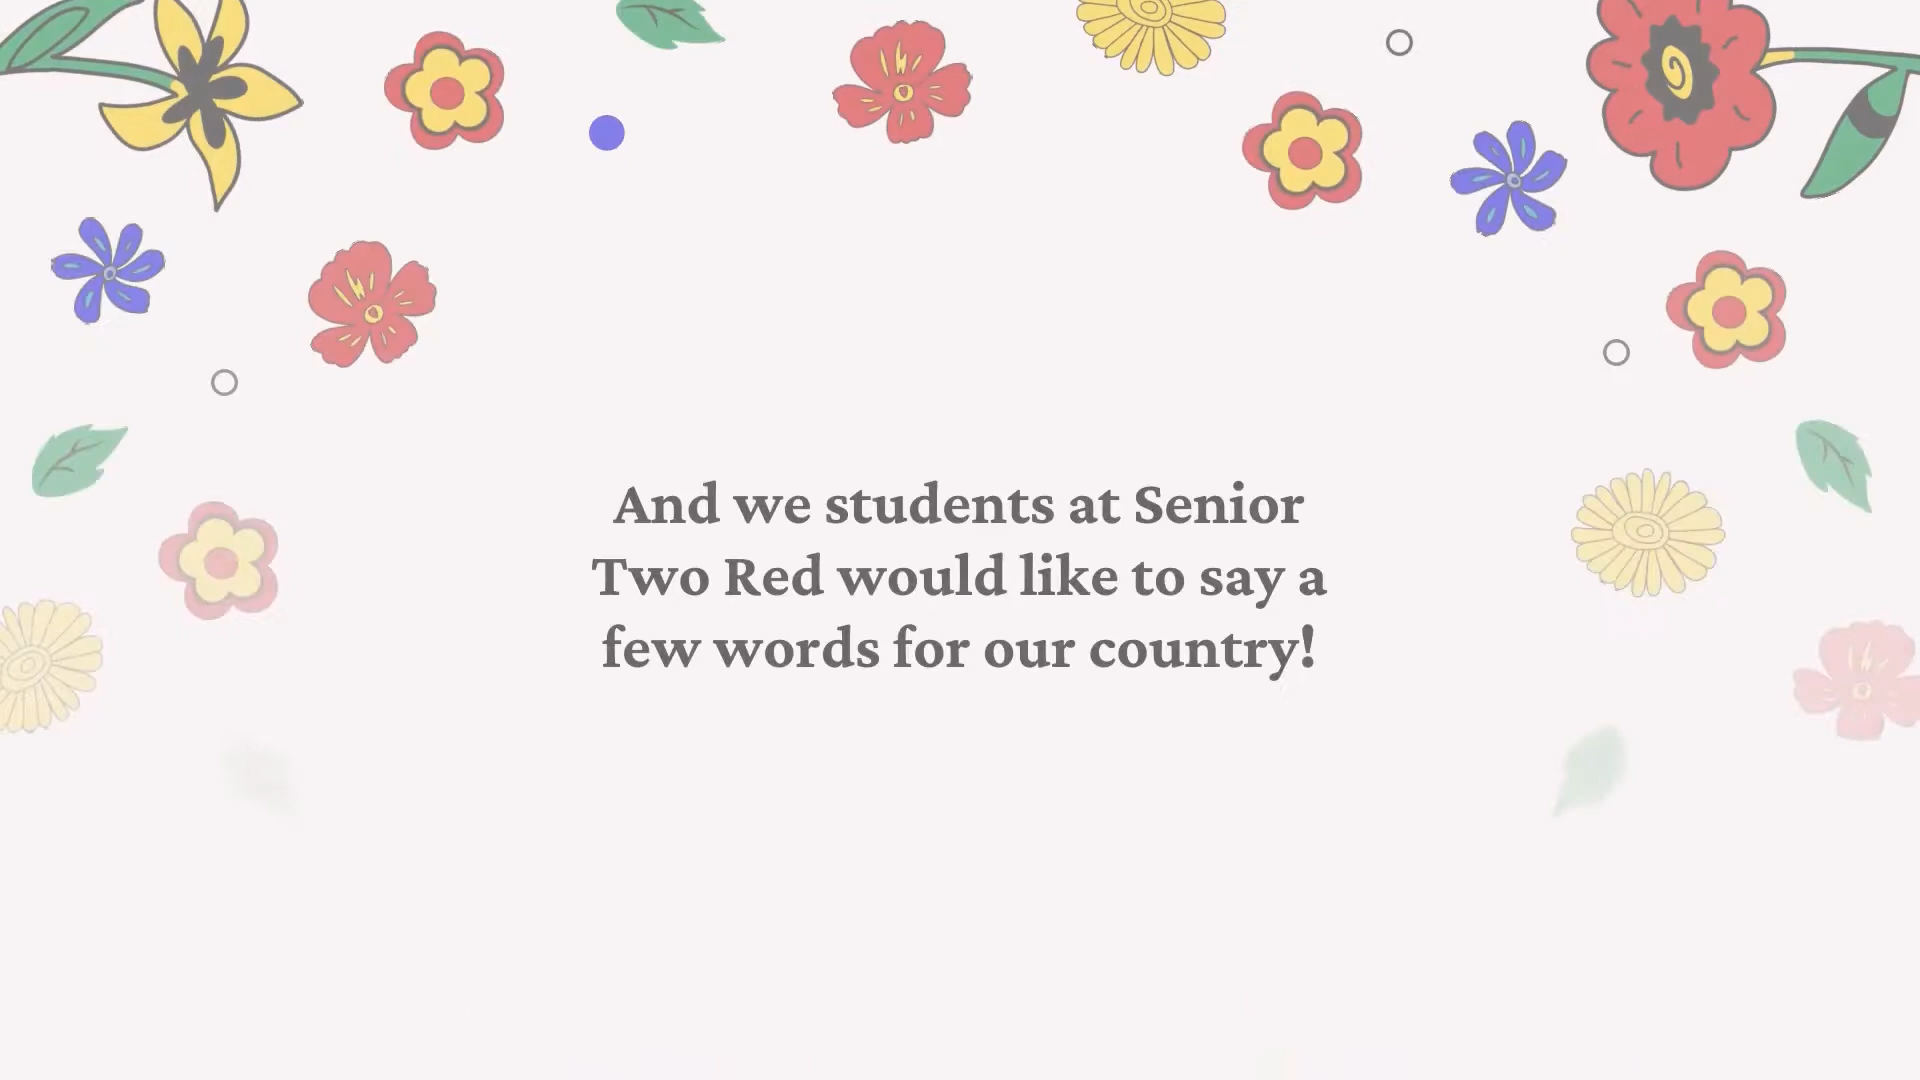 And we students at Senior
Two Red would like to say a
few words for our country!